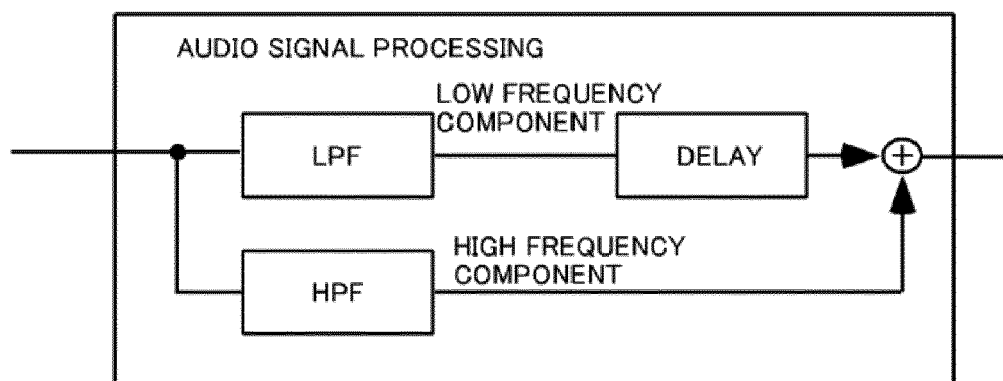 AUDIO SIGNAL PROCESSING
LOW FREQUENCY
COMPONENT
LPF
DELAY
HIGH FREQUENCY
COMPONENT
HPF